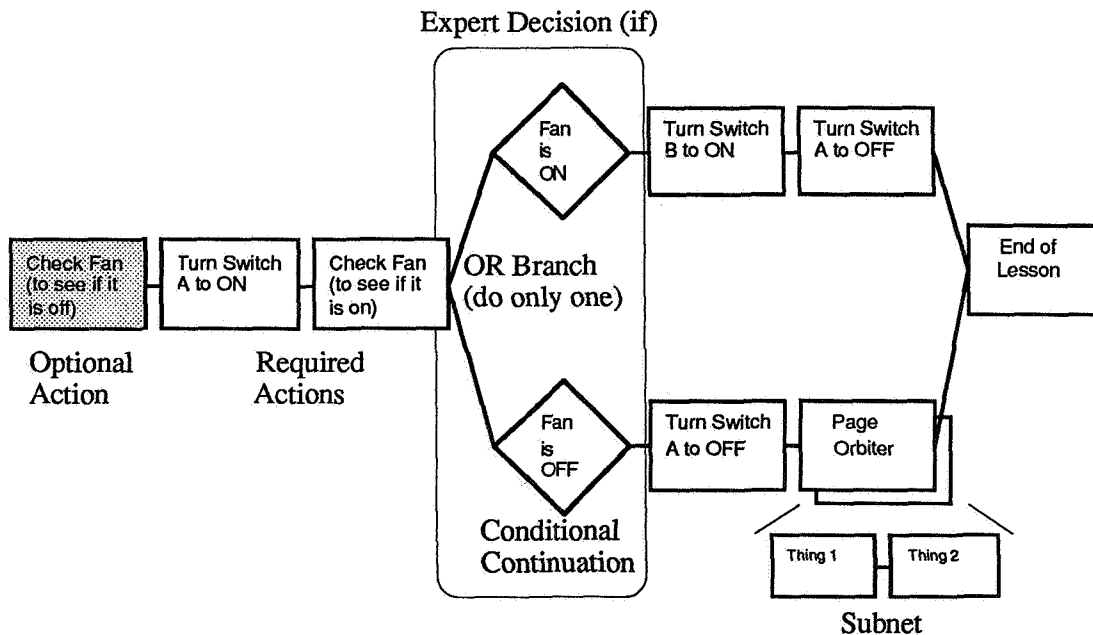 Expert Decision (if)
Fan
is
ON
Turn Switch
B to ON
Turn Switch
A to OFF
Check Fan
(to see if it
is off)
Turn Switch
A to ON
Check Fan
(to see if it
is on)
OR Branch
(do only one)
End of
Lesson
Optional
Action
Required
Actions
Fan
is
OFF
Turn Switch
A to OFF
Page
Orbiter
Conditional
Continuation
Thing 1
Thing 2
Subnet